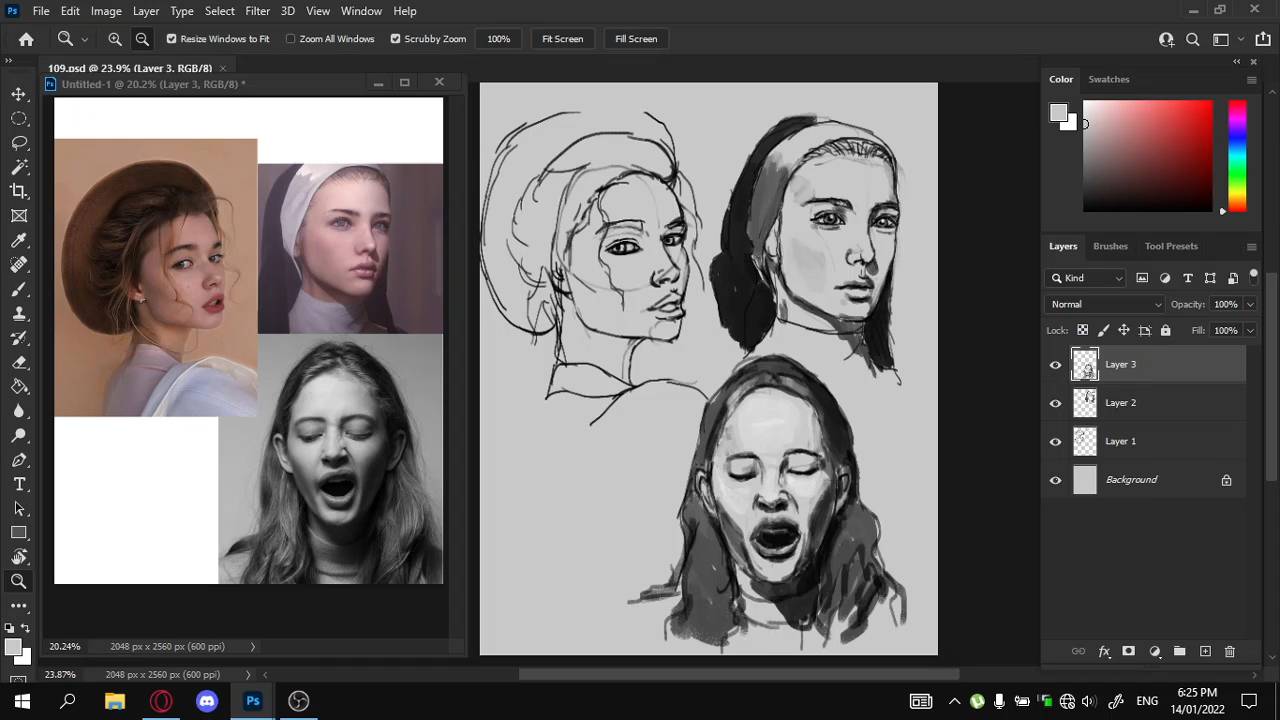 Ps File Edit Image Layer Type Select Filter 3D View Window Help
Resize Windows to Fit Zoom All Windows Scrubby Zoom 100% Fit Screen Fill Screen
109.psd @ 23.9% (Layer 3, RGB/8)
Ps Untitled-1 @ 20.2% (Layer 3, RGB/8) *
Color Swatches
Layers Brushes Tool Presets
Kind
Normal Opacity: 100%
Lock: Fill: 100%
Layer 3
Layer 2
Layer 1
Background
fx
20.24% 2048 px x 2560 px (600 ppi)
23.87% 2048 px x 2560 px (600 ppi)
Ps ENG 6:25 PM
14/01/2022